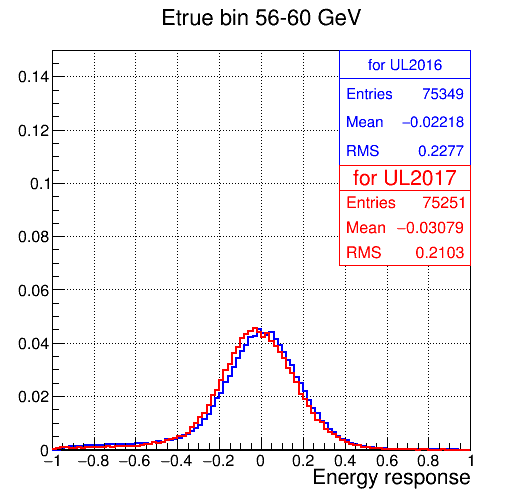 Etrue bin 56-60 GeV
for UL2016
Entries 75349
Mean −0.02218
RMS 0.2277
for UL2017
Entries 75251
Mean −0.03079
RMS 0.2103
0.14
0.12
0.1
0.08
0.06
0.04
0.02
0
−1 −0.8 −0.6 −0.4 −0.2 0 0.2 0.4 0.6 0.8 1
Energy response